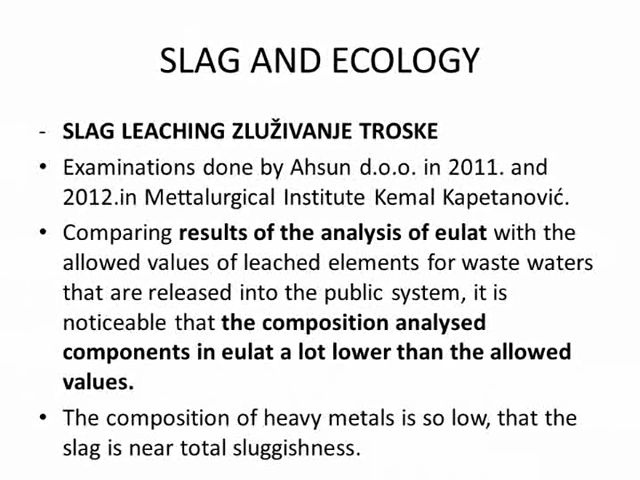 SLAG AND ECOLOGY
- SLAG LEACHING ZLUŽIVANJE TROSKE
• Examinations done by Ahsun d.o.o. in 2011. and
2012.in Mettalurgical Institute Kemal Kapetanović.
• Comparing results of the analysis of eulat with the
allowed values of leached elements for waste waters
that are released into the public system, it is
noticeable that the composition analysed
components in eulat a lot lower than the allowed
values.
• The composition of heavy metals is so low, that the
slag is near total sluggishness.